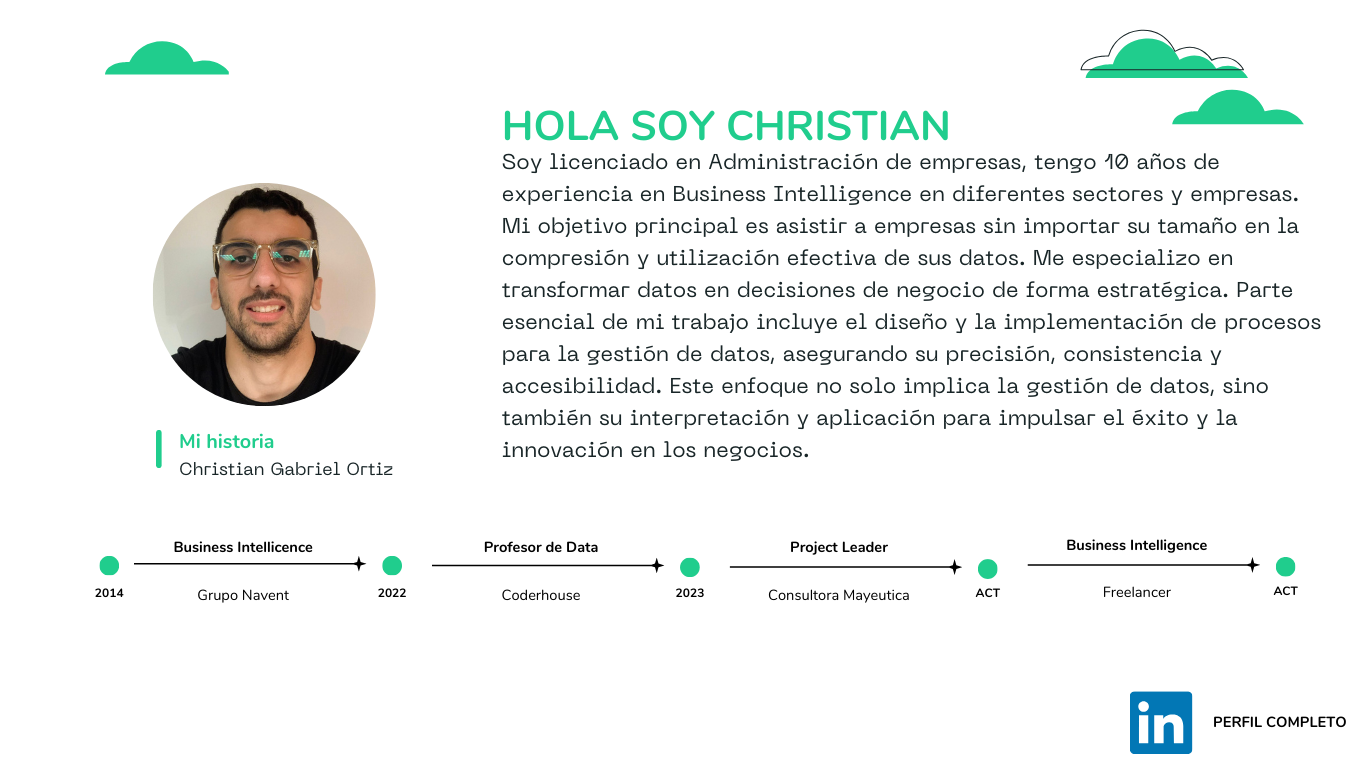 HOLA SOY CHRISTIAN
Soy licenciado en Administración de empresas, tengo 10 años de
experiencia en Business Intelligence en diferentes sectores y empresas.
Mi objetivo principal es asistir a empresas sin importar su tamaño en la
compresión y utilización efectiva de sus datos. Me especializo en
transformar datos en decisiones de negocio de forma estratégica. Parte
esencial de mi trabajo incluye el diseño y la implementación de procesos
para la gestión de datos, asegurando su precisión, consistencia y
accesibilidad. Este enfoque no solo implica la gestión de datos, sino
también su interpretación y aplicación para impulsar el éxito y la
innovación en los negocios.
Mi historia
Christian Gabriel Ortiz
Business Intellicence
Profesor de Data
Project Leader
Business Intelligence
2014
Grupo Navent
2022
Coderhouse
2023
Consultora Mayeutica
ACT
Freelancer
ACT
in
PERFIL COMPLETO